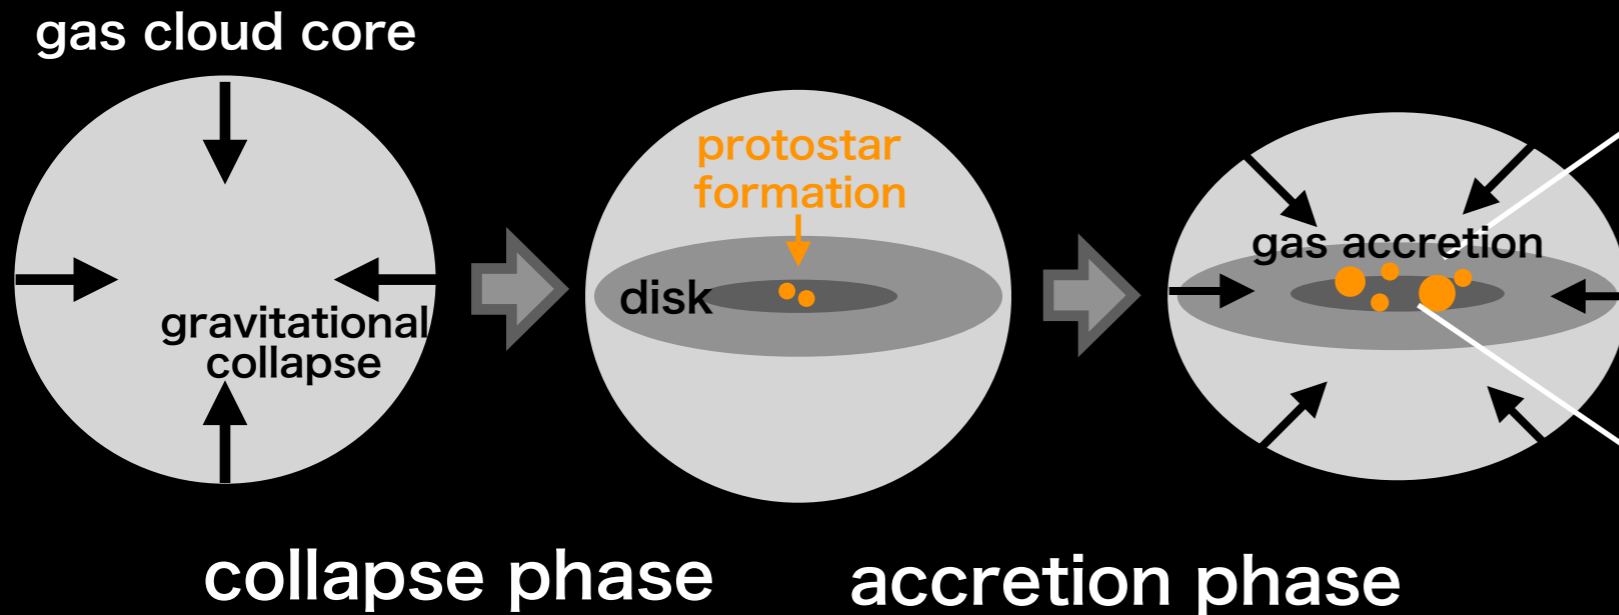 gas cloud core
gravitational
collapse
protostar
formation
disk
gas accretion
collapse phase
accretion phase